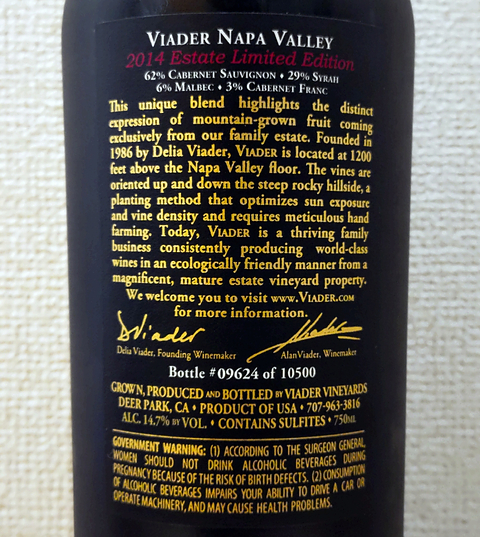 VIADER NAPA VALLEY
2014 Estate Limited Edition
62% CABERNET SAUVIGNON • 29% SYRAH
6% MALBEC • 3% CABERNET FRANC
This unique blend highlights the distinct
expression of mountain-grown fruit coming
exclusively from our family estate. Founded in
1986 by Delia Viader, VIADER is located at 1200
feet above the Napa Valley floor. The vines are
oriented up and down the steep rocky hillside, a
planting method that optimizes sun exposure
and vine density and requires meticulous hand
farming. Today, VIADER is a thriving family
business consistently producing world-class
wines in an ecologically friendly manner from a
magnificent, mature estate vineyard property.
We welcome you to visit WWW.VIADER.COM
for more information.
DViader AViader
Delia Viader, Founding Winemaker Alan Viader, Winemaker
Bottle #09624 of 10500
GROWN, PRODUCED AND BOTTLED BY VIADER VINEYARDS
DEER PARK, CA • PRODUCT OF USA • 707-963-3816
ALC. 14.7% BY VOL. • CONTAINS SULFITES • 750ML
GOVERNMENT WARNING: (1) ACCORDING TO THE SURGEON GENERAL,
WOMEN SHOULD NOT DRINK ALCOHOLIC BEVERAGES DURING
PREGNANCY BECAUSE OF THE RISK OF BIRTH DEFECTS. (2) CONSUMPTION
OF ALCOHOLIC BEVERAGES IMPAIRS YOUR ABILITY TO DRIVE A CAR OR
OPERATE MACHINERY, AND MAY CAUSE HEALTH PROBLEMS.